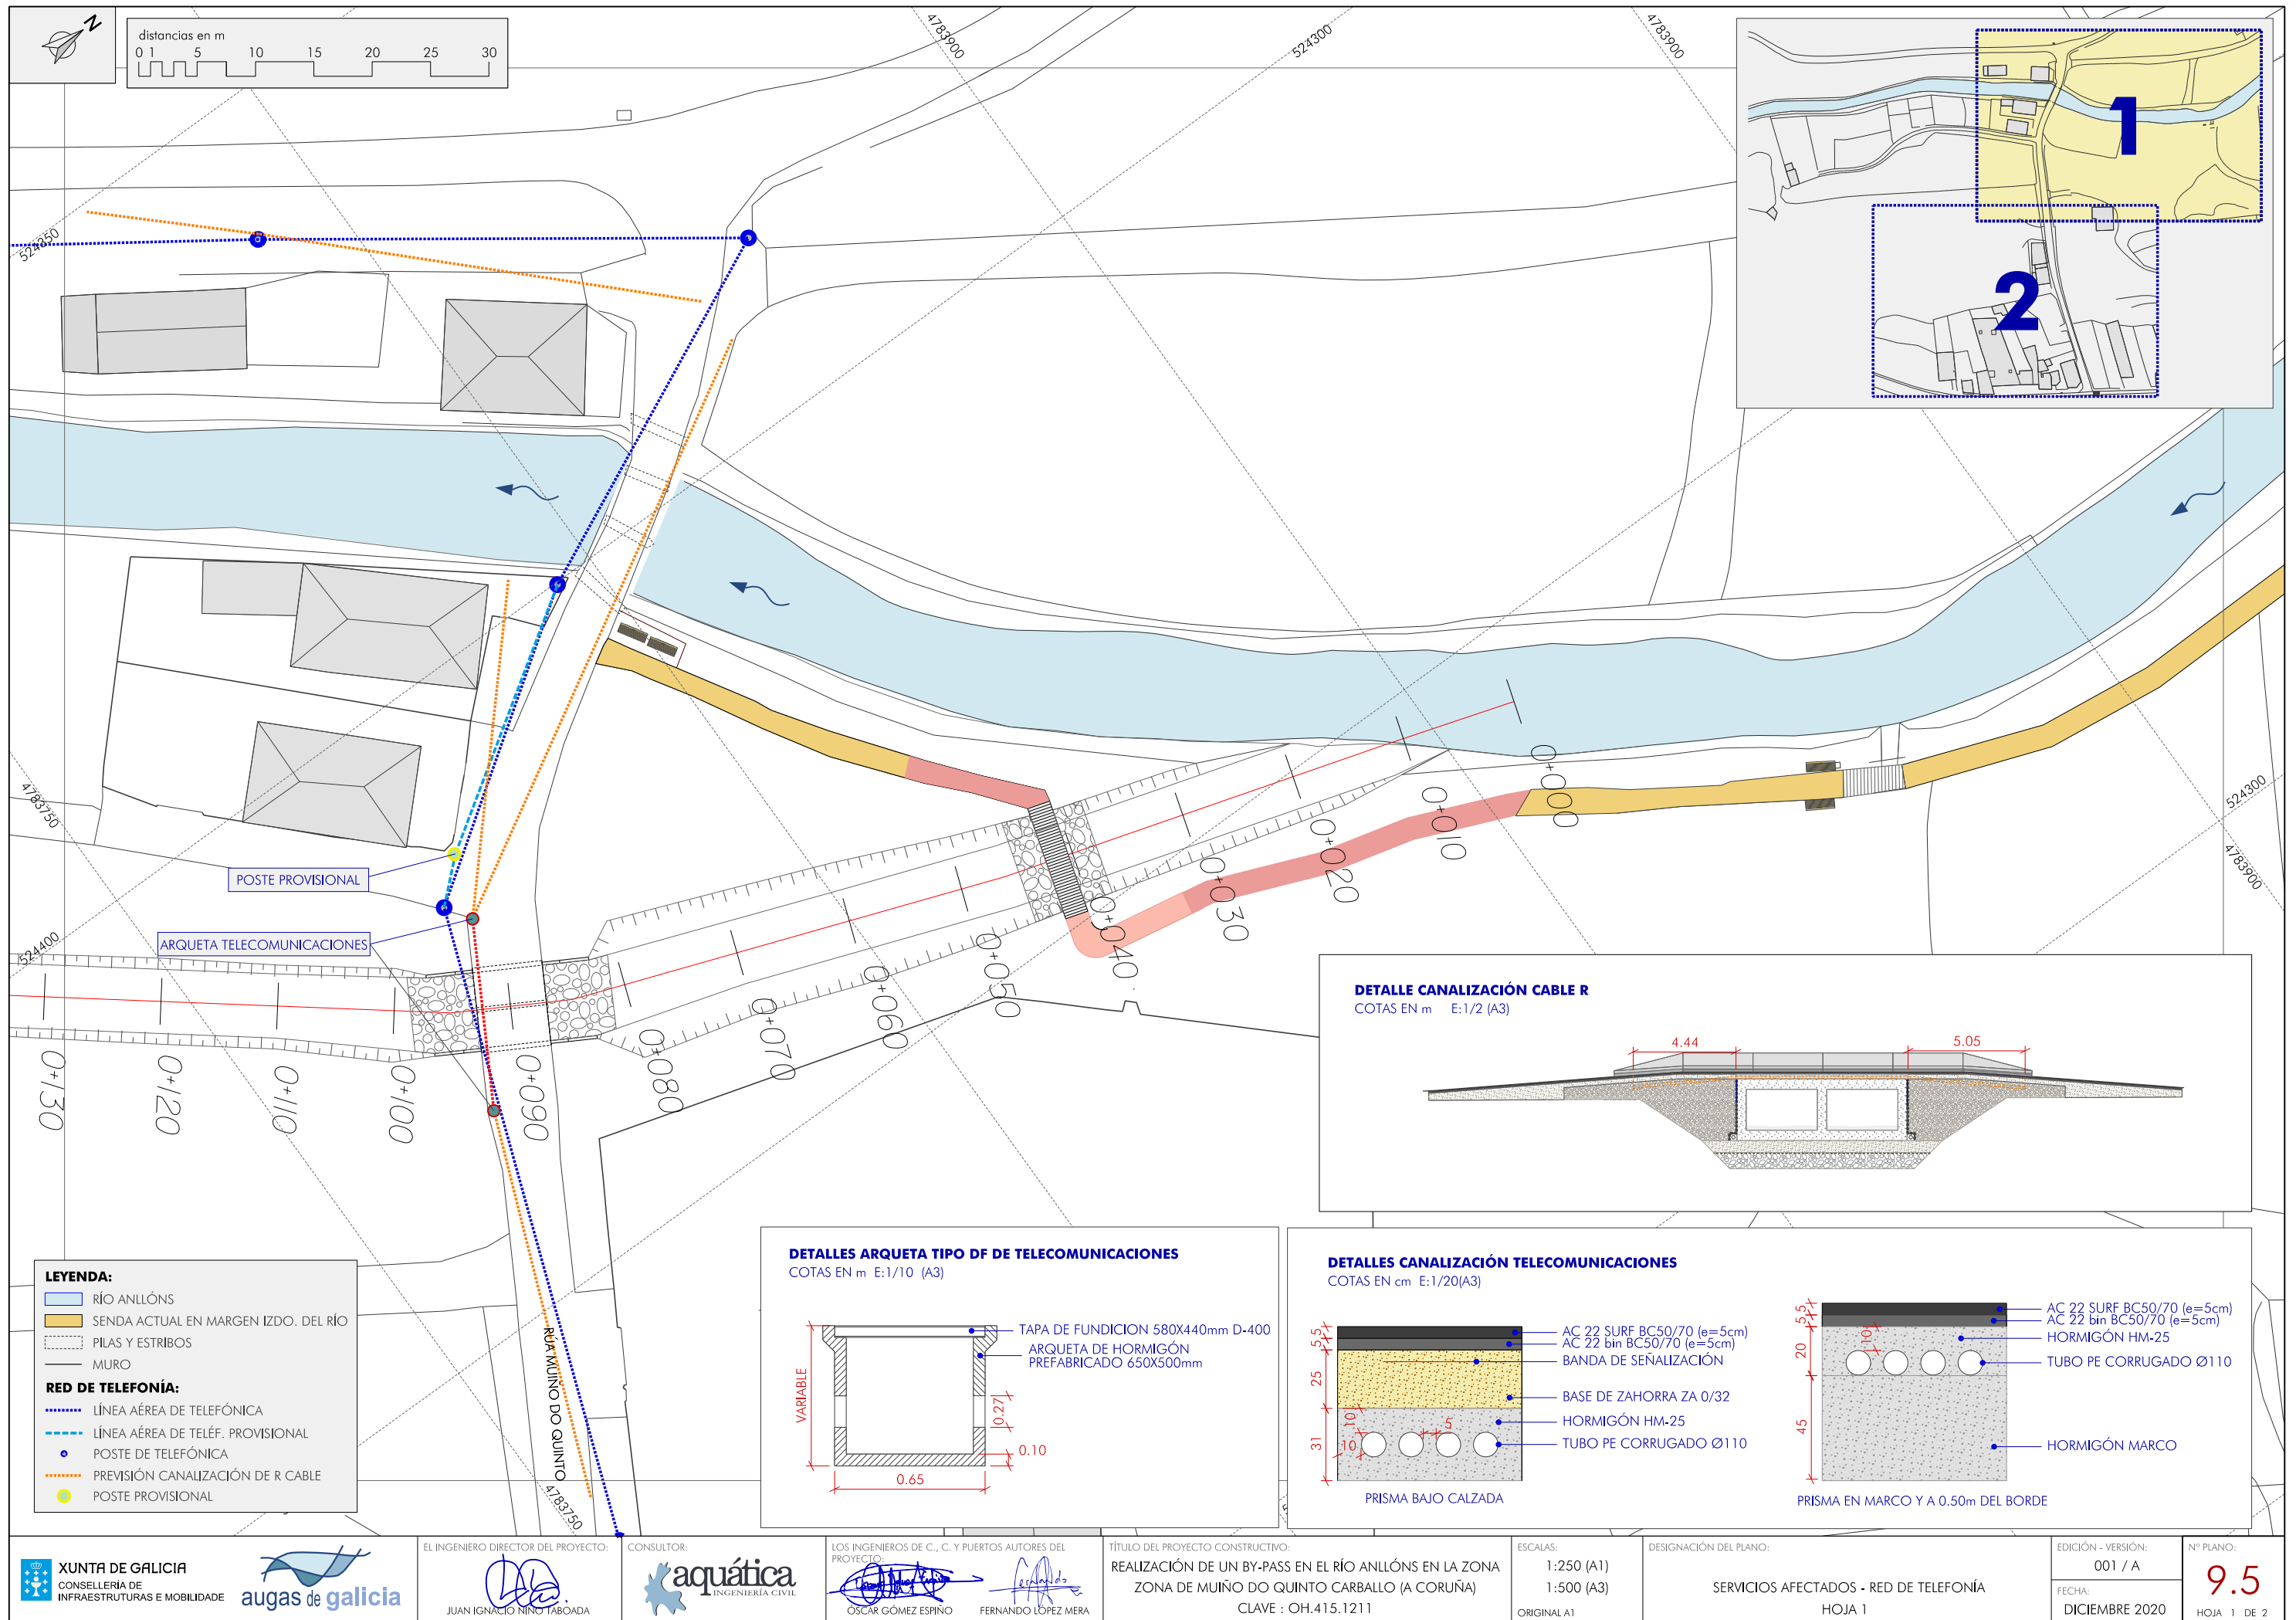 N
distancias en m
0 1 5 10 15 20 25 30
4783900
524300
4783900
524350
1
2
4783750
524300
4783900
524400
POSTE PROVISIONAL
ARQUETA TELECOMUNICACIONES
0+000
0+010
0+020
0+030
0+040
0+050
0+060
0+070
0+080
0+090
0+100
0+110
0+120
0+130
RÚA MUIÑO DO QUINTO
4783750
DETALLE CANALIZACIÓN CABLE R
COTAS EN m E:1/2 (A3)
4.44
5.05
LEYENDA:
RÍO ANLLÓNS
SENDA ACTUAL EN MARGEN IZDO. DEL RÍO
PILAS Y ESTRIBOS
MURO
RED DE TELEFONÍA:
LÍNEA AÉREA DE TELEFÓNICA
LÍNEA AÉREA DE TELÉF. PROVISIONAL
POSTE DE TELEFÓNICA
PREVISIÓN CANALIZACIÓN DE R CABLE
POSTE PROVISIONAL
DETALLES ARQUETA TIPO DF DE TELECOMUNICACIONES
COTAS EN m E:1/10 (A3)
TAPA DE FUNDICION 580X440mm D-400
ARQUETA DE HORMIGÓN
PREFABRICADO 650X500mm
VARIABLE
0.27
0.10
0.65
DETALLES CANALIZACIÓN TELECOMUNICACIONES
COTAS EN cm E:1/20(A3)
5
5
25
31
10
10
5
AC 22 SURF BC50/70 (e=5cm)
AC 22 bin BC50/70 (e=5cm)
BANDA DE SEÑALIZACIÓN
BASE DE ZAHORRA ZA 0/32
HORMIGÓN HM-25
TUBO PE CORRUGADO Ø110
PRISMA BAJO CALZADA
5
5
20
45
10
AC 22 SURF BC50/70 (e=5cm)
AC 22 bin BC50/70 (e=5cm)
HORMIGÓN HM-25
TUBO PE CORRUGADO Ø110
HORMIGÓN MARCO
PRISMA EN MARCO Y A 0.50m DEL BORDE
XUNTA DE GALICIA
CONSELLERÍA DE
INFRAESTRUTURAS E MOBILIDADE
augas de galicia
EL INGENIERO DIRECTOR DEL PROYECTO:
JUAN IGNACIO NIÑO TABOADA
CONSULTOR:
aquática
INGENIERÍA CIVIL
LOS INGENIEROS DE C., C. Y PUERTOS AUTORES DEL
PROYECTO:
ÓSCAR GÓMEZ ESPIÑO
FERNANDO LÓPEZ MERA
TÍTULO DEL PROYECTO CONSTRUCTIVO:
REALIZACIÓN DE UN BY-PASS EN EL RÍO ANLLÓNS EN LA ZONA
ZONA DE MUIÑO DO QUINTO CARBALLO (A CORUÑA)
CLAVE : OH.415.1211
ESCALAS:
1:250 (A1)
1:500 (A3)
ORIGINAL A1
DESIGNACIÓN DEL PLANO:
SERVICIOS AFECTADOS - RED DE TELEFONÍA
HOJA 1
EDICIÓN - VERSIÓN:
001 / A
FECHA:
DICIEMBRE 2020
Nº PLANO:
9.5
HOJA 1 DE 2